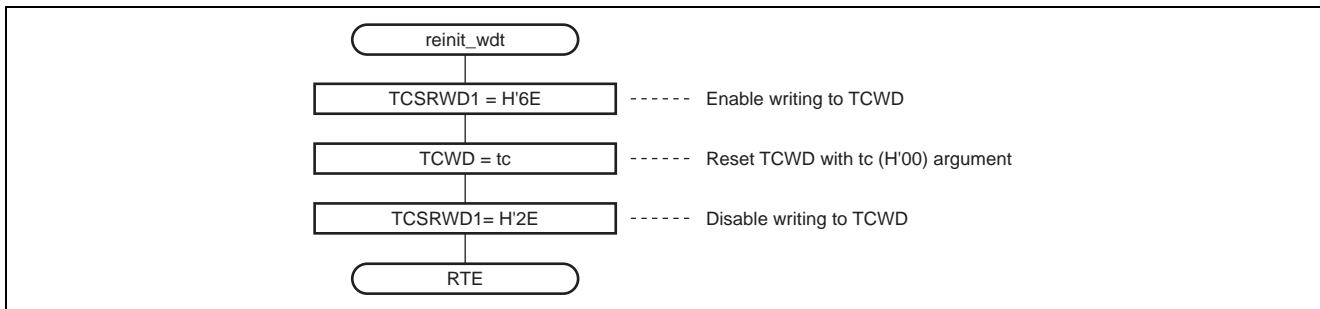 reinit_wdt
TCSRWD1 = H'6E ------ Enable writing to TCWD
TCWD = tc ------ Reset TCWD with tc (H'00) argument
TCSRWD1= H'2E ------ Disable writing to TCWD
RTE